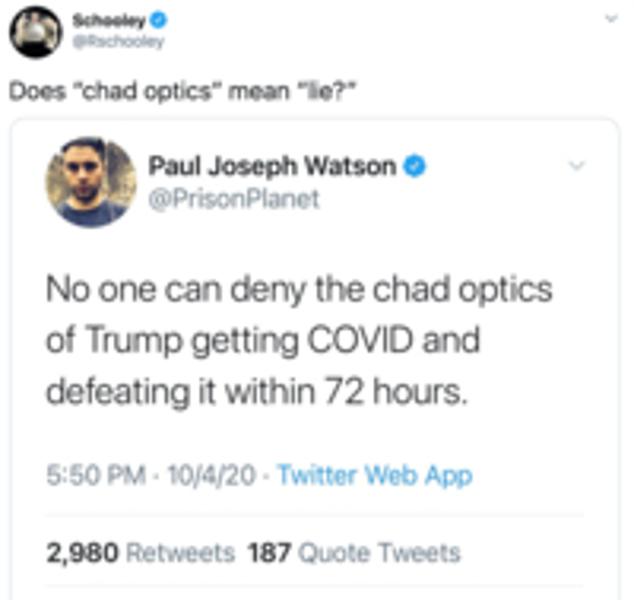 Schooley
@Rschooley
Does "chad optics" mean "lie?"
Paul Joseph Watson
@PrisonPlanet
No one can deny the chad optics
of Trump getting COVID and
defeating it within 72 hours.
5:50 PM · 10/4/20 · Twitter Web App
2,980 Retweets 187 Quote Tweets